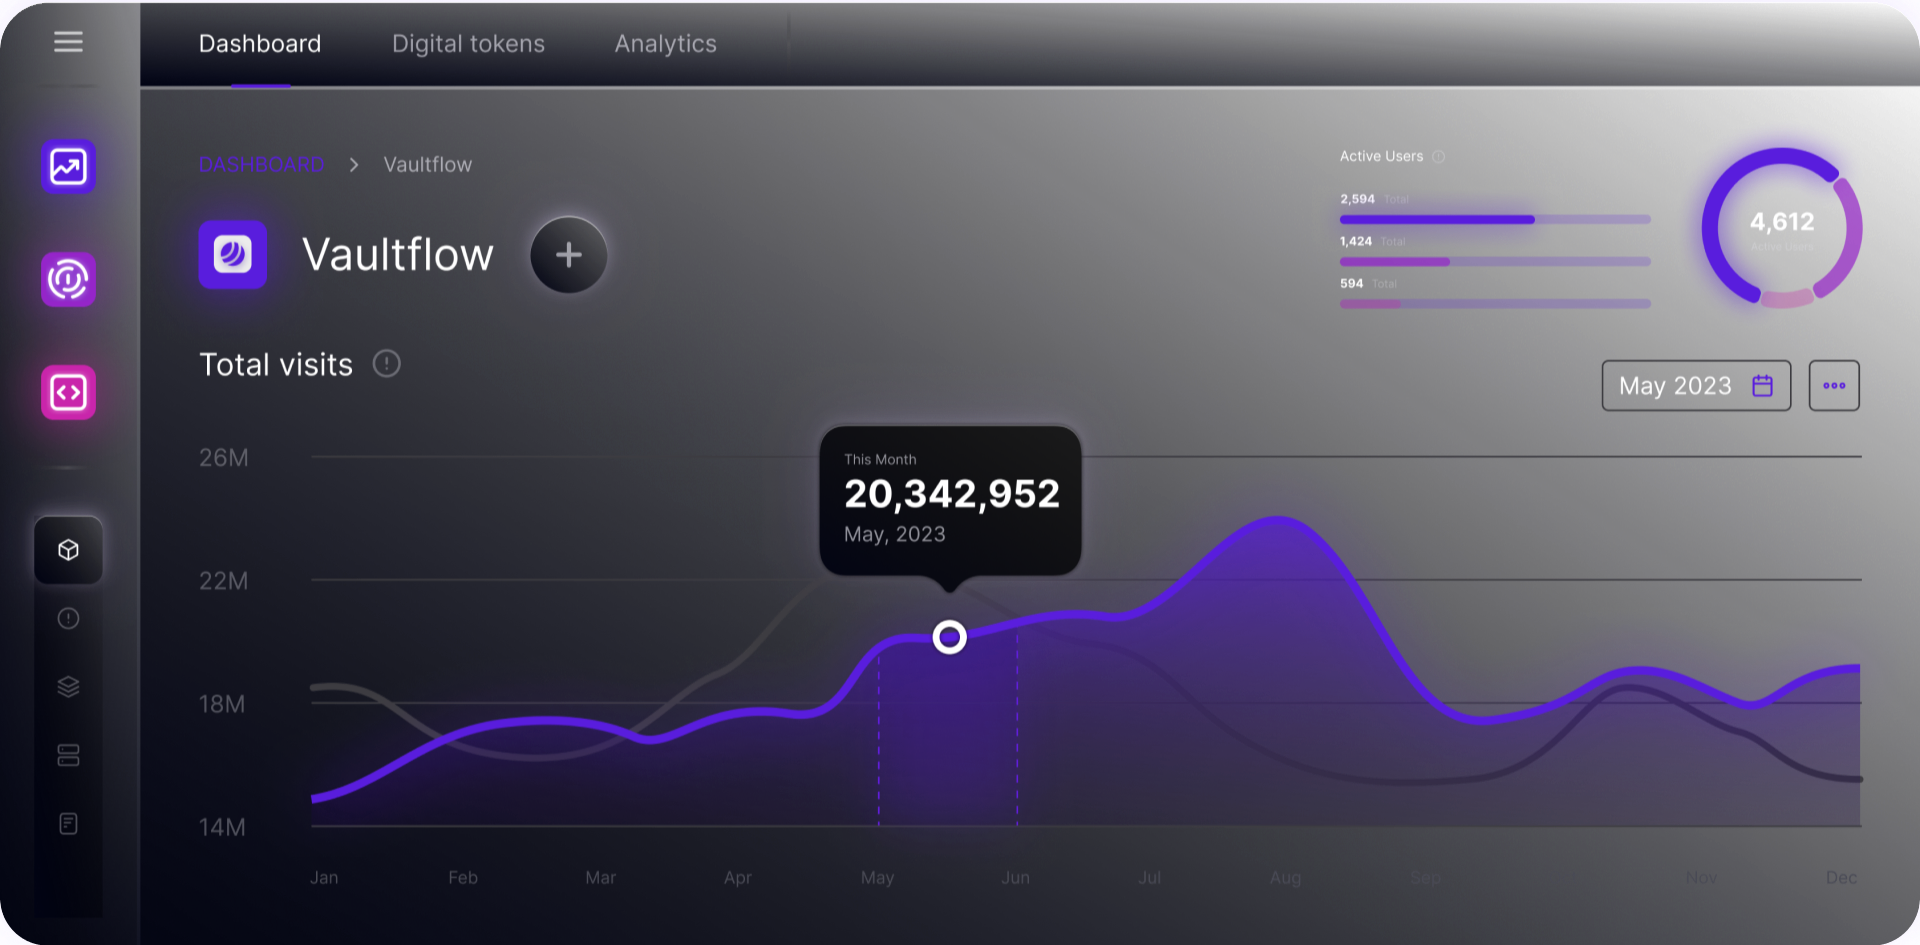 Dashboard
Digital tokens
Analytics
DASHBOARD > Vaultflow
Vaultflow
Active Users
2,594 Total
1,424 Total
594 Total
4,612
Active Users
Total visits
May 2023
This Month
20,342,952
May, 2023
26M
22M
18M
14M
Jan Feb Mar Apr May Jun Jul Aug Sep Nov Dec